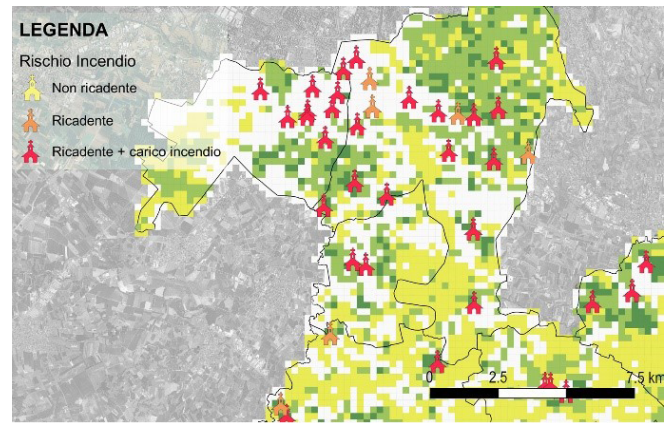 LEGENDA
Rischio Incendio
Non ricadente
Ricadente
Ricadente + carico incendio
0 2.5 7.5 km